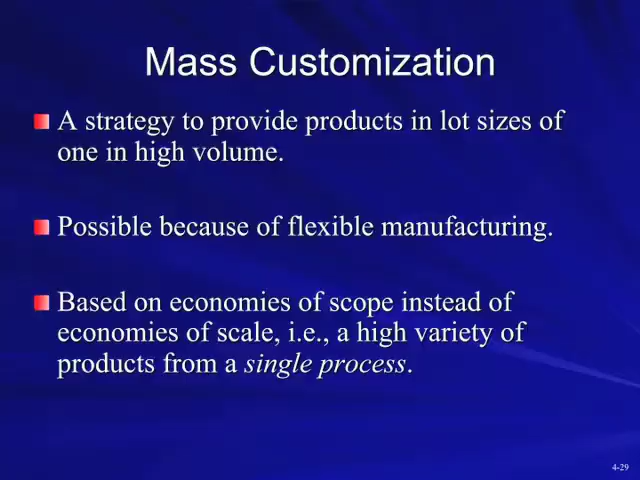 Mass Customization
A strategy to provide products in lot sizes of
one in high volume.
Possible because of flexible manufacturing.
Based on economies of scope instead of
economies of scale, i.e., a high variety of
products from a single process.
4-29